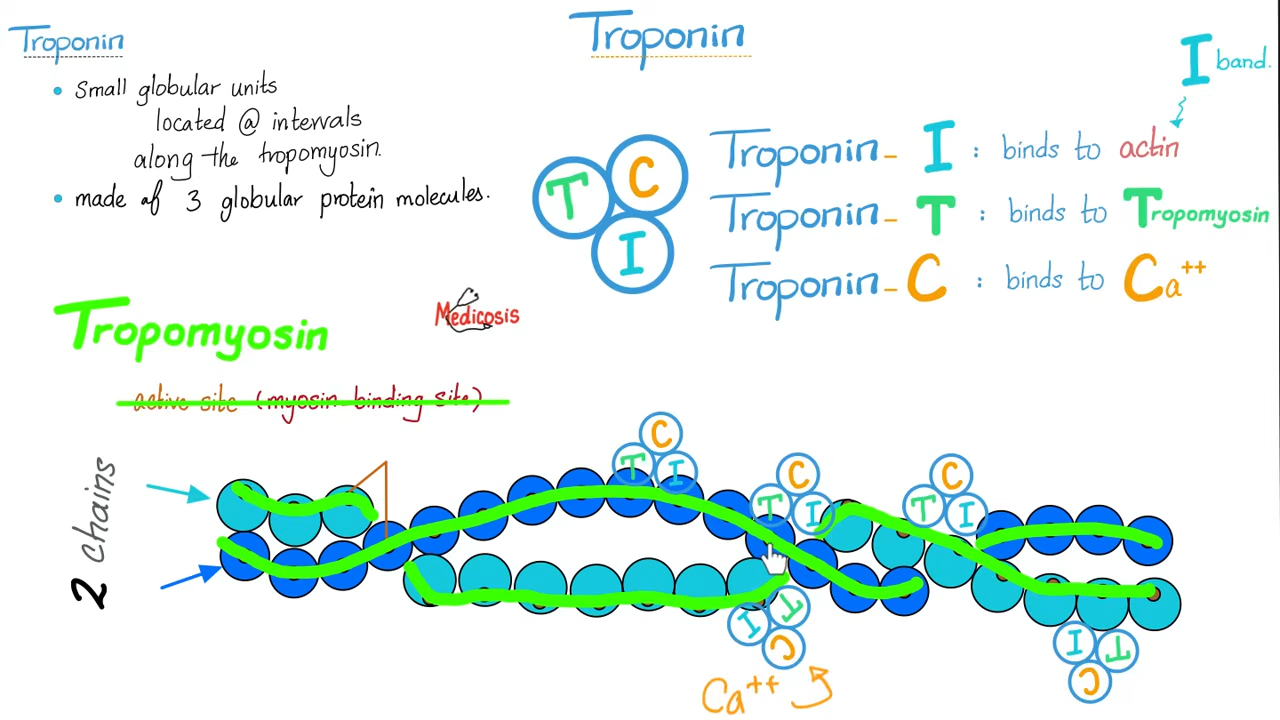 Troponin
• Small globular units
located @ intervals
along the tropomyosin.
• made of 3 globular protein molecules.
Troponin
I band.
T C I
Troponin- I : binds to actin
Troponin- T : binds to Tropomyosin
Troponin- C : binds to Ca++
Tropomyosin
Medicosis
active site (myosin binding site)
2 chains
C
T I
C
T I
C
T I
I T
C
I T
C
Ca++